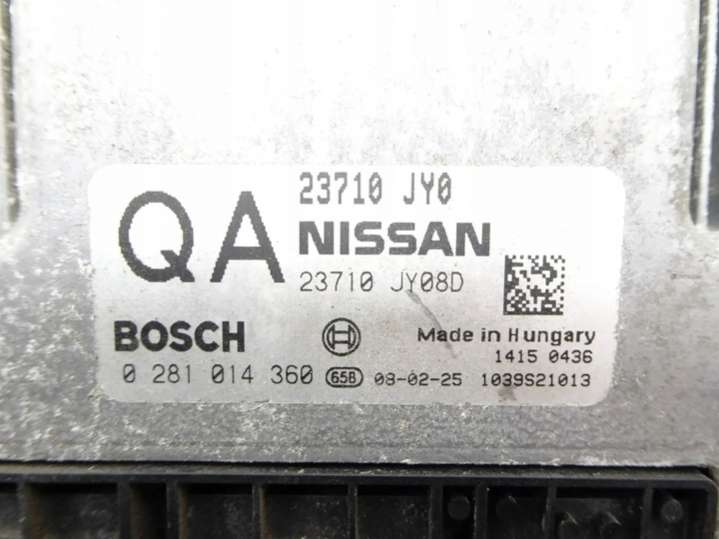 QA
23710 JY0
NISSAN
23710 JY08D
BOSCH
Made in Hungary
1415 0436
0 281 014 360 65B 08-02-25 1039S21013